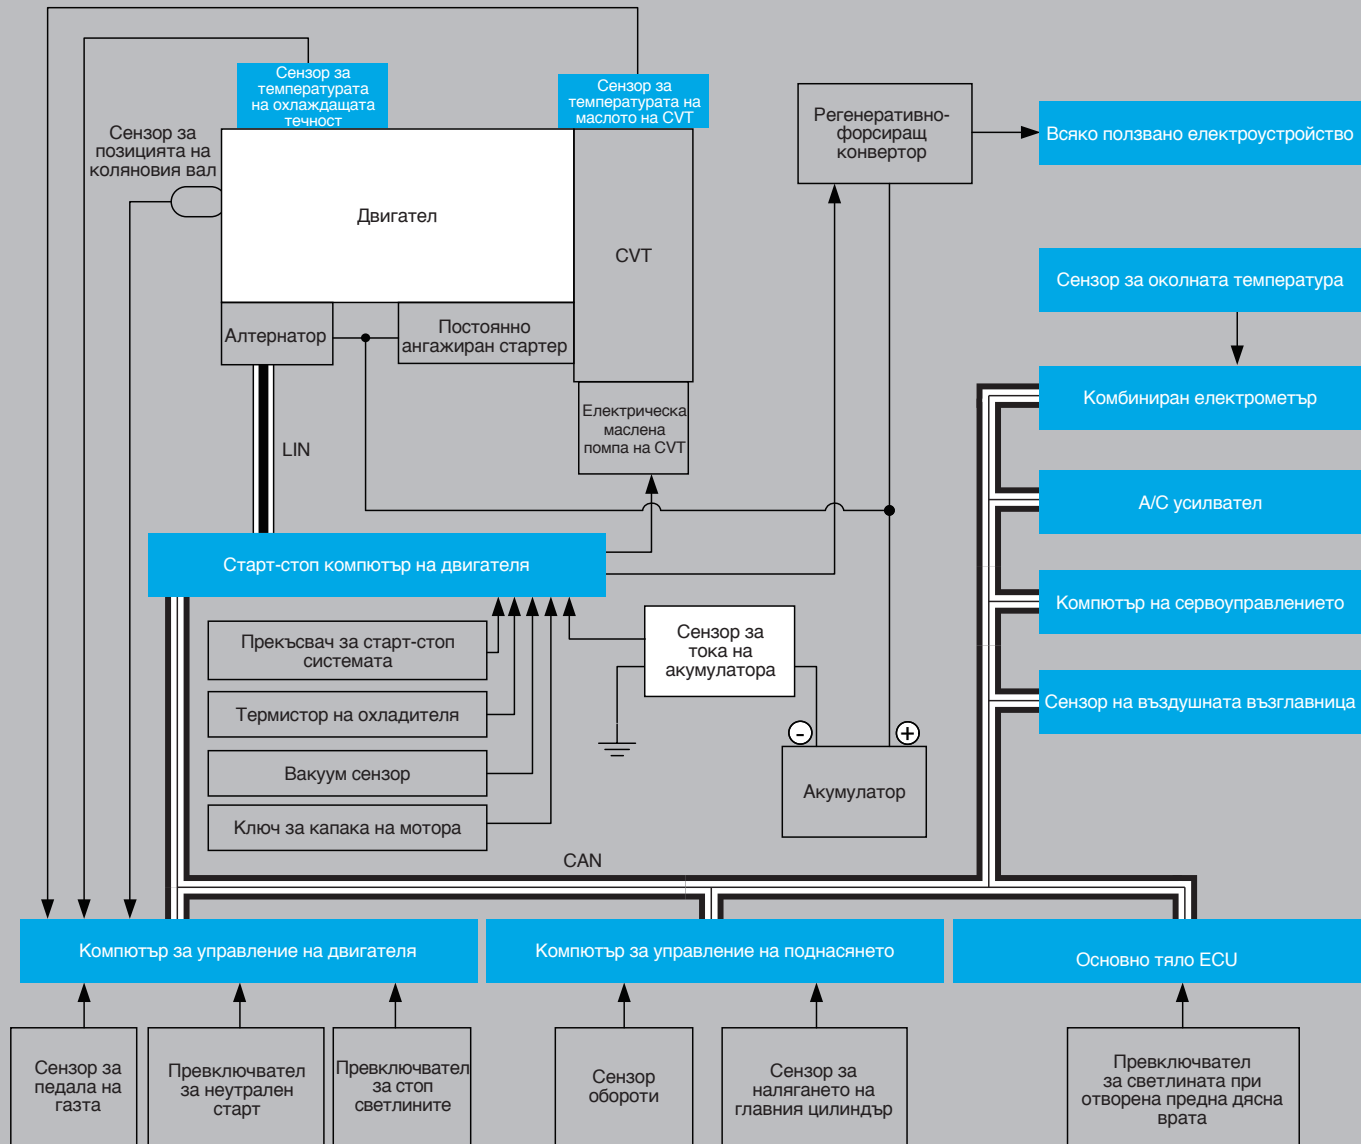 Сензор за
температурата
на охлаждащата
течност
Сензор за
температурата на
маслото на CVT
Сензор за
позицията на
коляновия вал
Двигател
CVT
Регенеративно-
форсиращ
конвертор
Всяко ползвано електроустройство
Сензор за околната температура
Алтернатор
Постоянно
ангажиран стартер
Електрическа
маслена
помпа на CVT
LIN
Комбиниран електрометър
A/C усилвател
Старт-стоп компютър на двигателя
Компютър на сервоуправлението
Прекъсвач за старт-стоп
системата
Сензор за
тока на
акумулатора
Термистор на охладителя
Сензор на въздушната възглавница
Вакуум сензор
-
+
Акумулатор
Ключ за капака на мотора
CAN
Компютър за управление на двигателя
Компютър за управление на поднасянето
Основно тяло ECU
Сензор за
педала на
газта
Превключвател
за неутрален
старт
Превключвател
за стоп
светлините
Сензор
обороти
Сензор за
налягането на
главния цилиндър
Превключвател
за светлината при
отворена предна дясна
врата